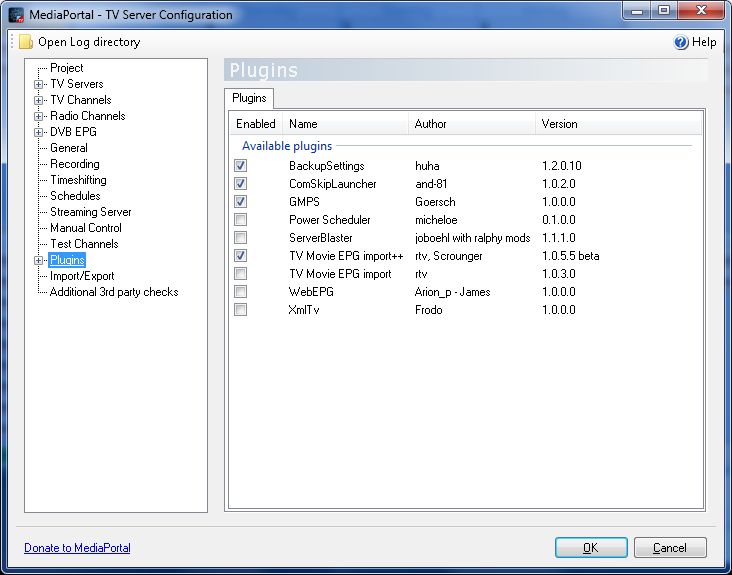 MediaPortal - TV Server Configuration
Open Log directory
Help
Project
TV Servers
TV Channels
Radio Channels
DVB EPG
General
Recording
Timeshifting
Schedules
Streaming Server
Manual Control
Test Channels
Plugins
Import/Export
Additional 3rd party checks
Plugins
Plugins
Enabled Name Author Version
Available plugins
BackupSettings huha 1.2.0.10
ComSkipLauncher and-81 1.0.2.0
GMPS Goersch 1.0.0.0
Power Scheduler micheloe 0.1.0.0
ServerBlaster joboehl with ralphy mods 1.1.1.0
TV Movie EPG import++ rtv, Scrounger 1.0.5.5 beta
TV Movie EPG import rtv 1.0.3.0
WebEPG Arion_p - James 1.0.0.0
XmlTv Frodo 1.0.0.0
Donate to MediaPortal
OK
Cancel